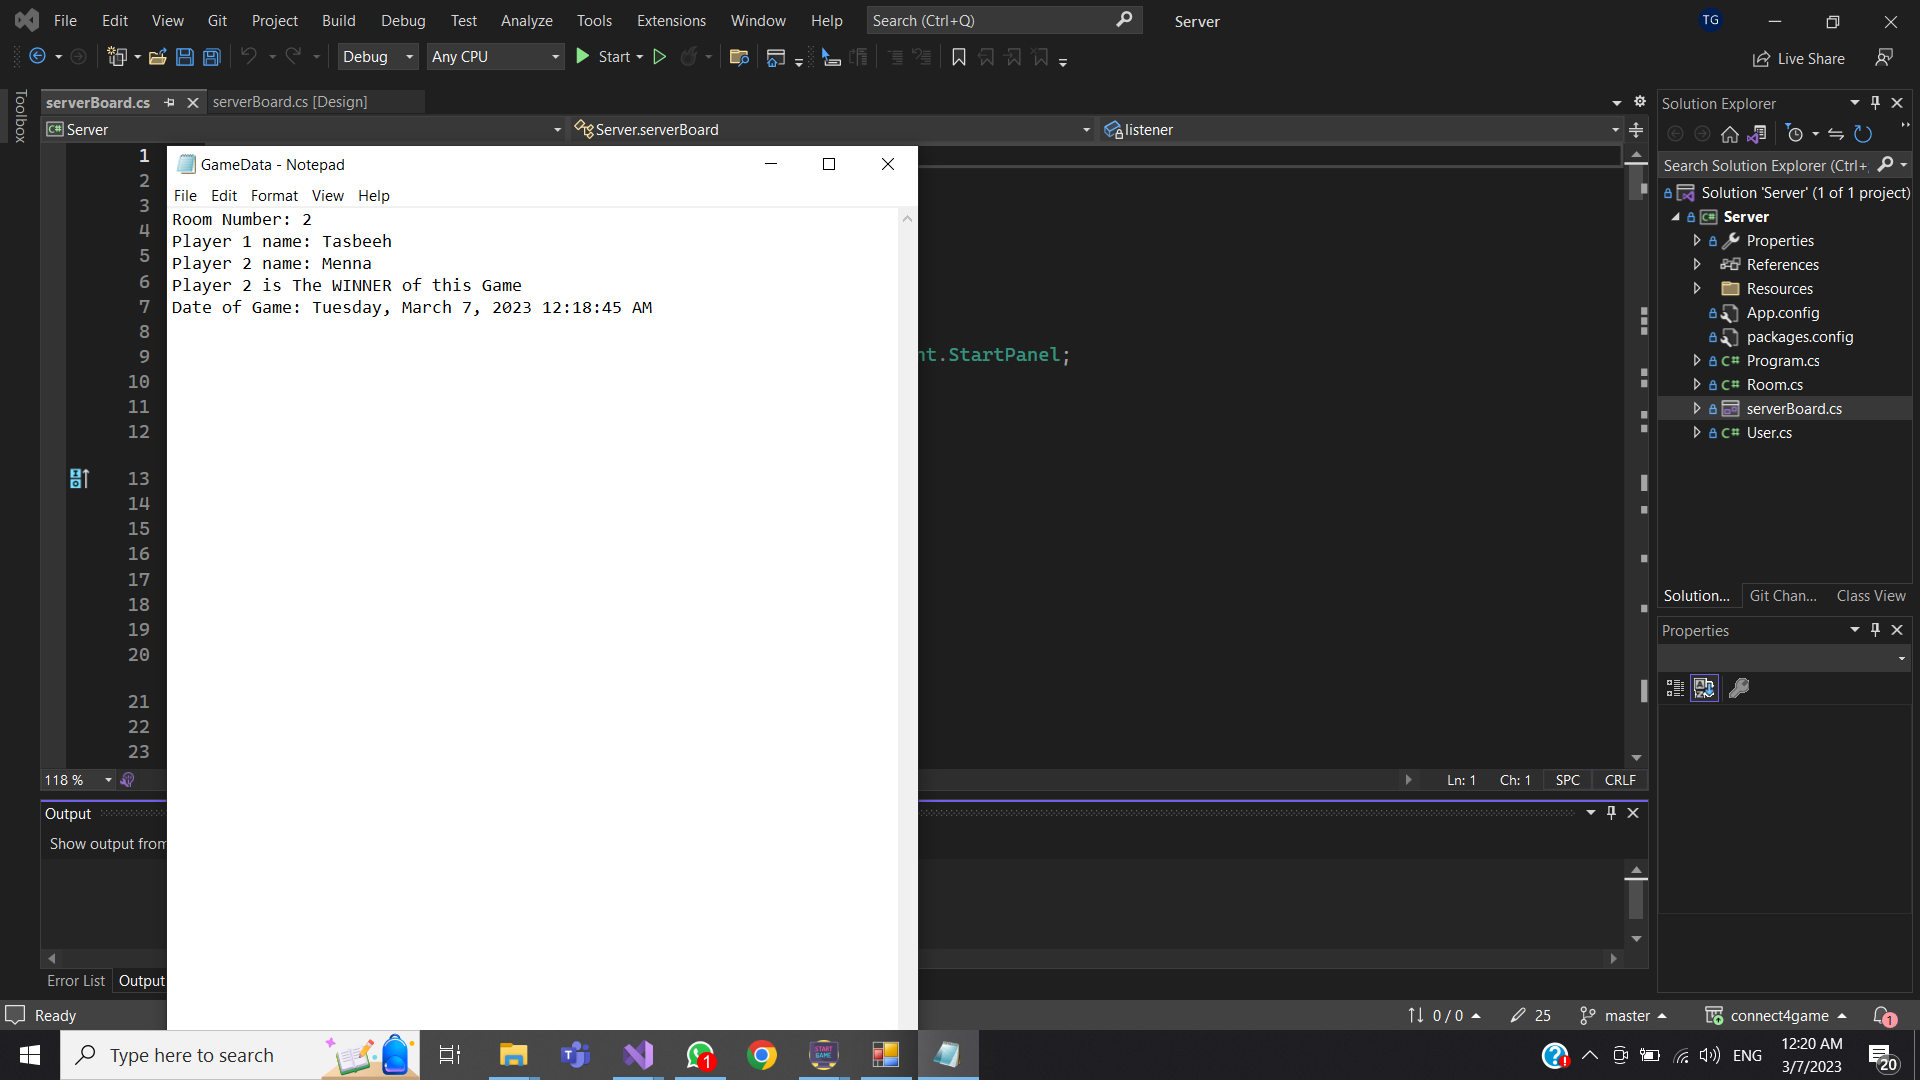 File Edit View Git Project Build Debug Test Analyze Tools Extensions Window Help Search (Ctrl+Q) Server TG
Debug Any CPU Start Live Share
Toolbox
serverBoard.cs serverBoard.cs [Design]
Server Server.serverBoard listener
1
2
3
4
5
6
7
8
9
10
11
12
13
14
15
16
17
18
19
20
21
22
23
nt.StartPanel;
GameData - Notepad
File Edit Format View Help
Room Number: 2
Player 1 name: Tasbeeh
Player 2 name: Menna
Player 2 is The WINNER of this Game
Date of Game: Tuesday, March 7, 2023 12:18:45 AM
118 % Ln: 1 Ch: 1 SPC CRLF
Output
Show output from
Error List Output
Solution Explorer
Search Solution Explorer (Ctrl+
Solution 'Server' (1 of 1 project)
Server
Properties
References
Resources
App.config
packages.config
Program.cs
Room.cs
serverBoard.cs
User.cs
Solution... Git Chan... Class View
Properties
Ready 0 / 0 25 master connect4game 1
Type here to search 1 START GAME ENG 12:20 AM 3/7/2023 20